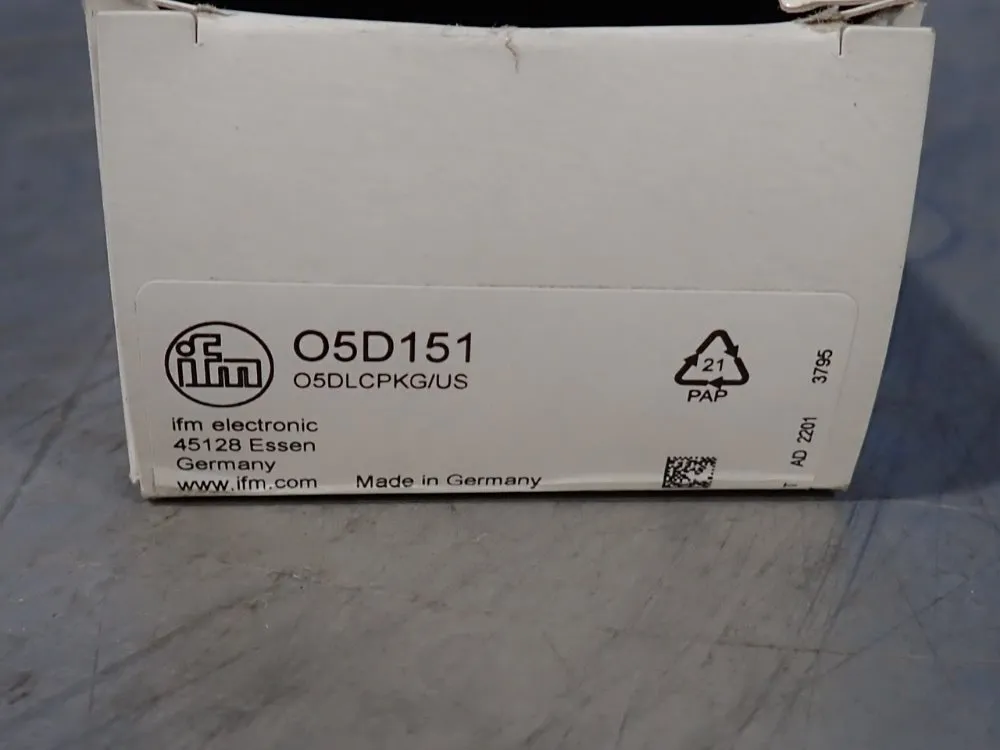 ifm
O5D151
O5DLCPKG/US
ifm electronic
45128 Essen
Germany
www.ifm.com
Made in Germany
21
PAP
T AD 2201 3795